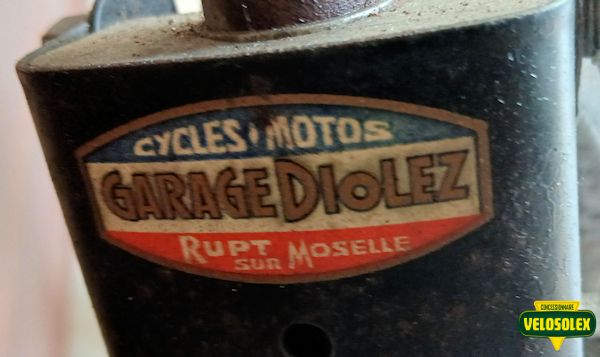 CYCLES MOTOS
GARAGE DIOLEZ
RUPT
SUR MOSELLE
CONCESSIONNAIRE
VELOSOLEX